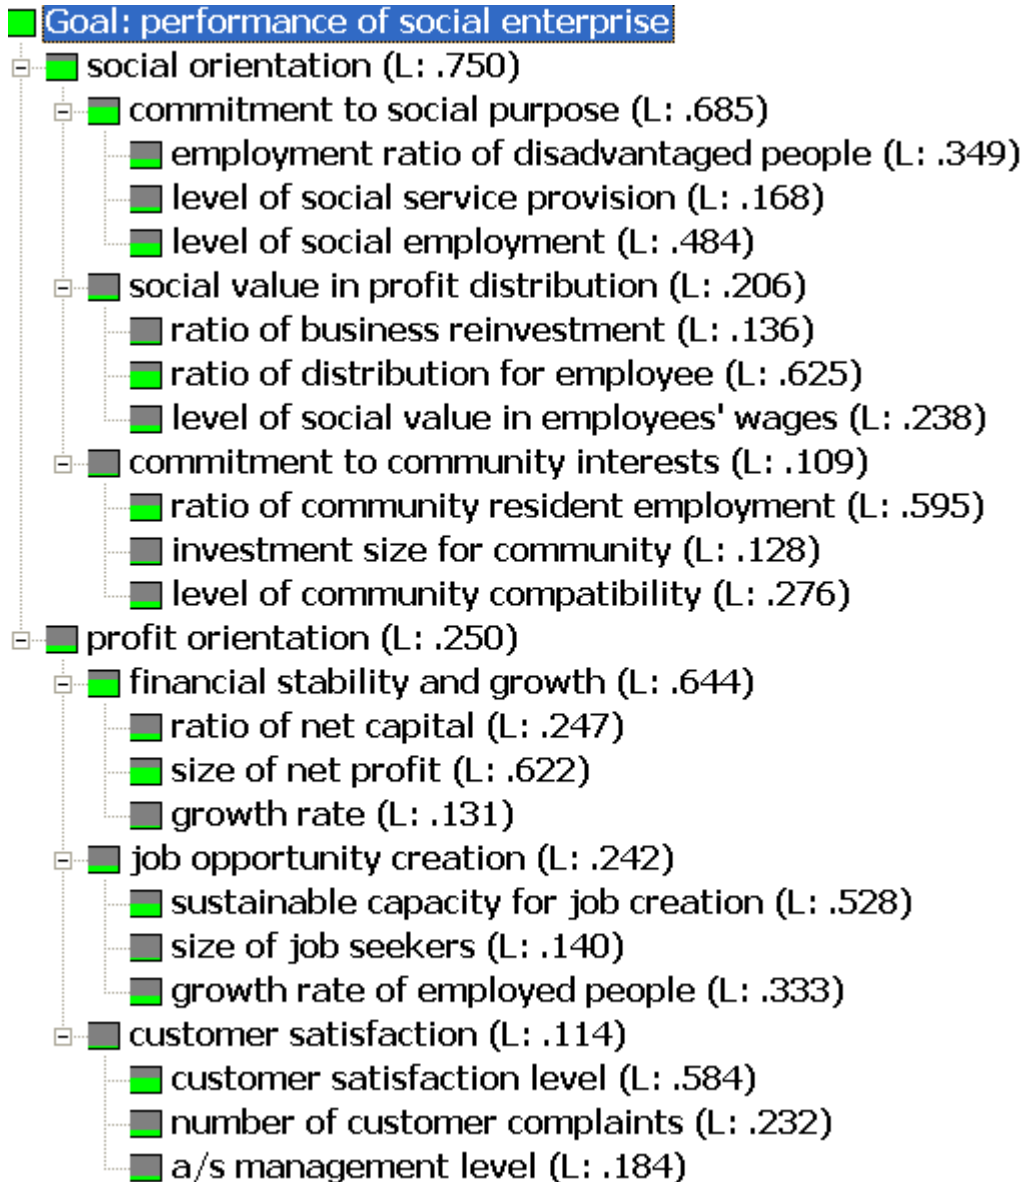 Goal: performance of social enterprise
social orientation (L: .750)
commitment to social purpose (L: .685)
employment ratio of disadvantaged people (L: .349)
level of social service provision (L: .168)
level of social employment (L: .484)
social value in profit distribution (L: .206)
ratio of business reinvestment (L: .136)
ratio of distribution for employee (L: .625)
level of social value in employees' wages (L: .238)
commitment to community interests (L: .109)
ratio of community resident employment (L: .595)
investment size for community (L: .128)
level of community compatibility (L: .276)
profit orientation (L: .250)
financial stability and growth (L: .644)
ratio of net capital (L: .247)
size of net profit (L: .622)
growth rate (L: .131)
job opportunity creation (L: .242)
sustainable capacity for job creation (L: .528)
size of job seekers (L: .140)
growth rate of employed people (L: .333)
customer satisfaction (L: .114)
customer satisfaction level (L: .584)
number of customer complaints (L: .232)
a/s management level (L: .184)